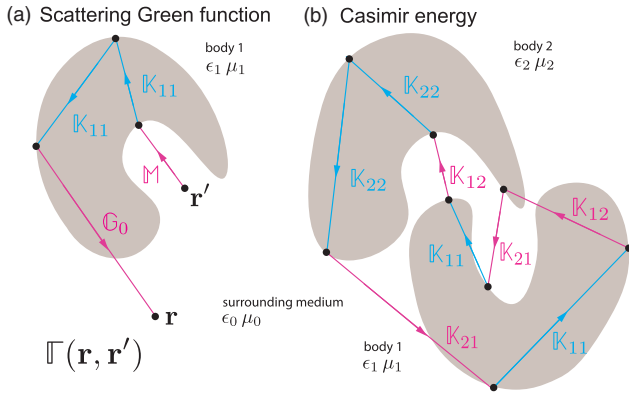 (a) Scattering Green function
body 1
ϵ₁ μ₁
𝕂₁₁
𝕂₁₁
𝕄
r′
𝔾₀
r
𝕋(r, r′)
surrounding medium
ϵ₀ μ₀
(b) Casimir energy
body 2
ϵ₂ μ₂
𝕂₂₂
𝕂₂₂
𝕂₁₂
𝕂₁₂
𝕂₁₁
𝕂₂₁
𝕂₂₁
𝕂₁₁
body 1
ϵ₁ μ₁